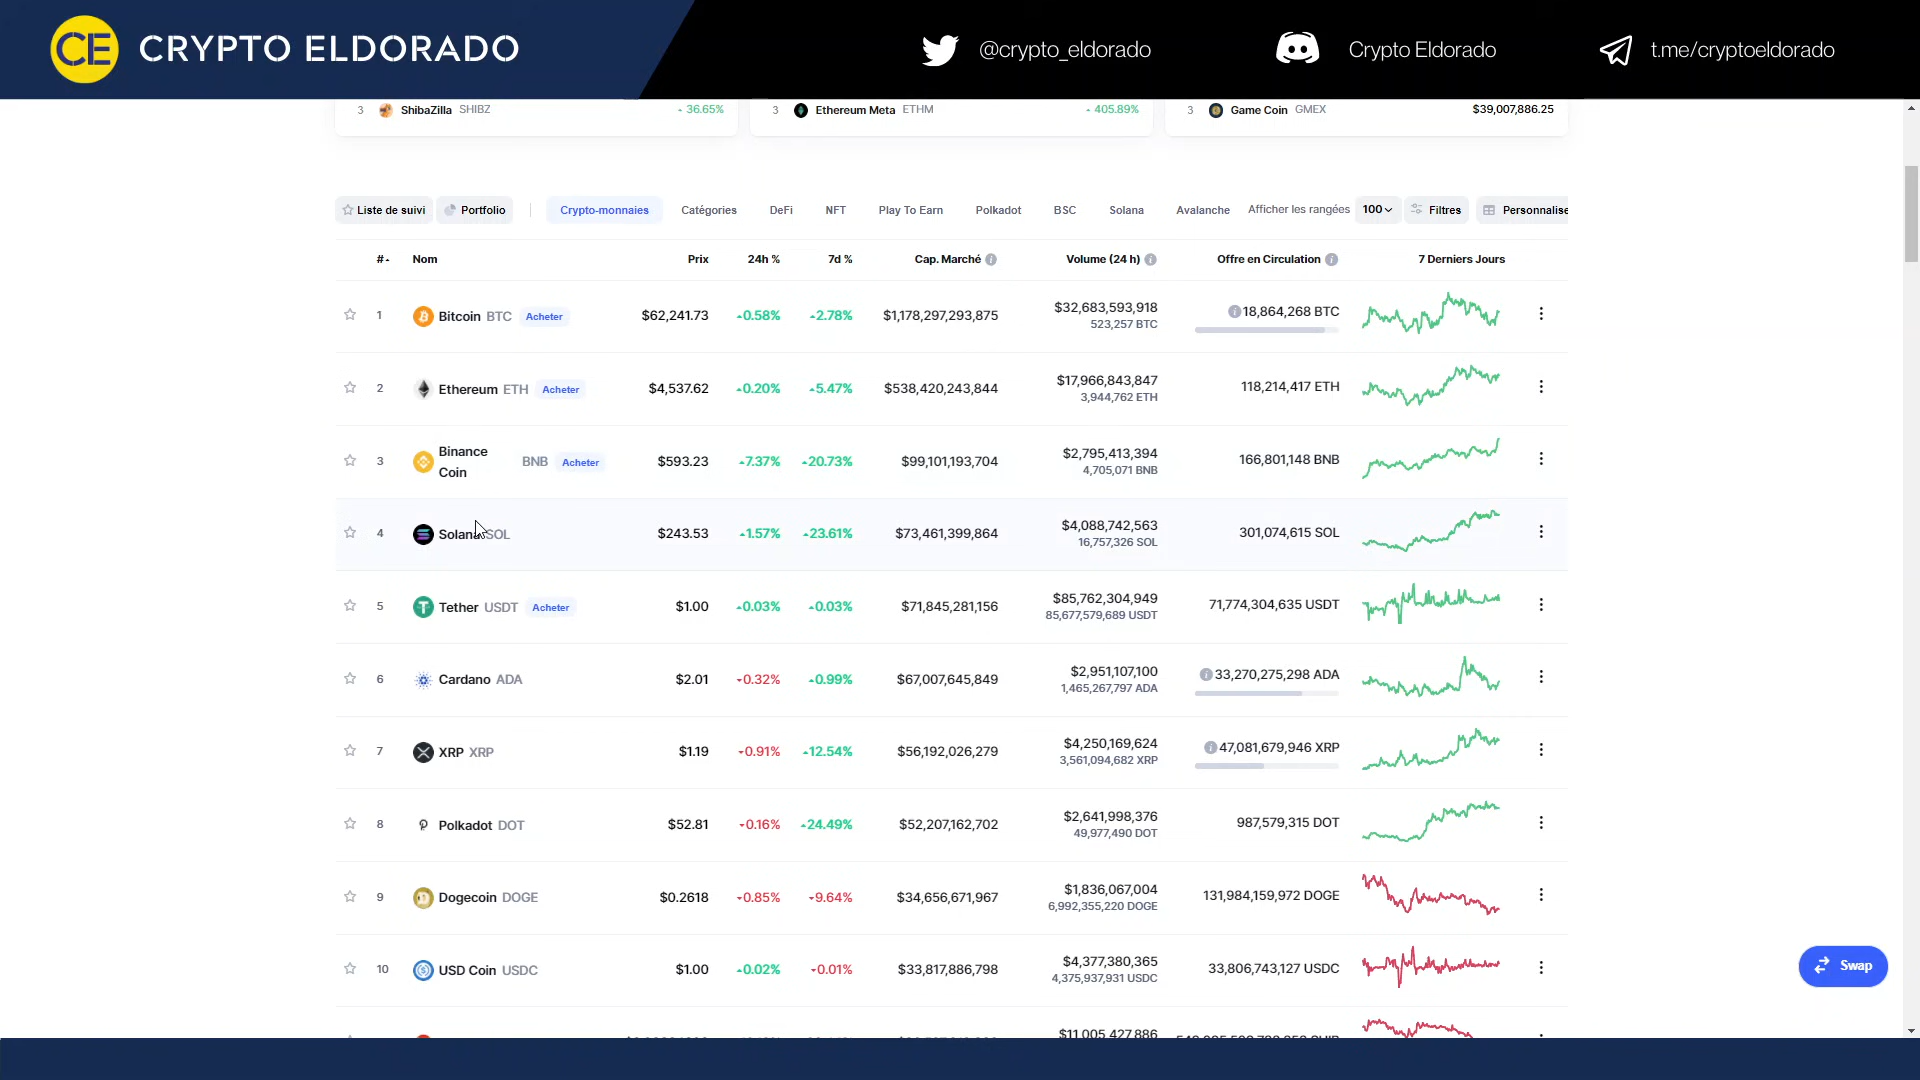 CE CRYPTO ELDORADO @crypto_eldorado Crypto Eldorado t.me/cryptoeldorado
3 ShibaZilla SHIBZ 36.65% 3 Ethereum Meta ETHM 405.89% 3 Game Coin GMEX $39,007,886.25
Liste de suivi Portfolio Crypto-monnaies Catégories DeFi NFT Play To Earn Polkadot BSC Solana Avalanche Afficher les rangées 100 Filtres Personnalise
# Nom Prix 24h % 7d % Cap. Marché Volume (24 h) Offre en Circulation 7 Derniers Jours
1 Bitcoin BTC Acheter $62,241.73 0.58% 2.78% $1,178,297,293,875 $32,683,593,918 18,864,268 BTC
523,257 BTC
2 Ethereum ETH Acheter $4,537.62 0.20% 5.47% $538,420,243,844 $17,966,843,847 118,214,417 ETH
3,944,762 ETH
3 Binance Coin BNB Acheter $593.23 7.37% 20.73% $99,101,193,704 $2,795,413,394 166,801,148 BNB
4,705,071 BNB
4 Solana SOL $243.53 1.57% 23.61% $73,461,399,864 $4,088,742,563 301,074,615 SOL
16,757,326 SOL
5 Tether USDT Acheter $1.00 0.03% 0.03% $71,845,281,156 $85,762,304,949 71,774,304,635 USDT
85,677,579,689 USDT
6 Cardano ADA $2.01 0.32% 0.99% $67,007,645,849 $2,951,107,100 33,270,275,298 ADA
1,465,267,797 ADA
7 XRP XRP $1.19 0.91% 12.54% $56,192,026,279 $4,250,169,624 47,081,679,946 XRP
3,561,094,682 XRP
8 Polkadot DOT $52.81 0.16% 24.49% $52,207,162,702 $2,641,998,376 987,579,315 DOT
49,977,490 DOT
9 Dogecoin DOGE $0.2618 0.85% 9.64% $34,656,671,967 $1,836,067,004 131,984,159,972 DOGE
6,992,355,220 DOGE
10 USD Coin USDC $1.00 0.02% 0.01% $33,817,886,798 $4,377,380,365 33,806,743,127 USDC
4,375,937,931 USDC
Swap
$11,005,427,886